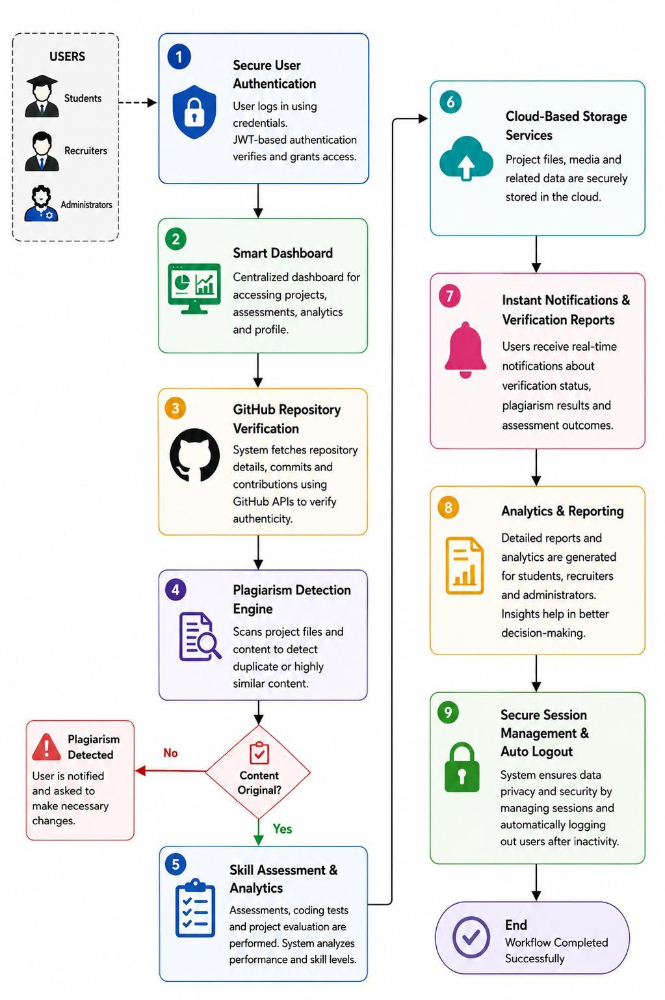 USERS
Students
Recruiters
Administrators
1
Secure User
Authentication
User logs in using
credentials.
JWT-based authentication
verifies and grants access.
2
Smart Dashboard
Centralized dashboard for
accessing projects,
assessments, analytics
and profile.
3
GitHub Repository
Verification
System fetches repository
details, commits and
contributions using
GitHub APIs to verify
authenticity.
4
Plagiarism Detection
Engine
Scans project files and
content to detect
duplicate or highly
similar content.
Content
Original?
No
Plagiarism
Detected
User is notified
and asked to
make necessary
changes.
Yes
5
Skill Assessment &
Analytics
Assessments, coding tests
and project evaluation are
performed. System analyzes
performance and skill levels.
6
Cloud-Based Storage
Services
Project files, media and
related data are securely
stored in the cloud.
7
Instant Notifications &
Verification Reports
Users receive real-time
notifications about
verification status,
plagiarism results and
assessment outcomes.
8
Analytics & Reporting
Detailed reports and
analytics are generated
for students, recruiters
and administrators.
Insights help in better
decision-making.
9
Secure Session
Management &
Auto Logout
System ensures data
privacy and security by
managing sessions and
automatically logging
out users after inactivity.
End
Workflow Completed
Successfully